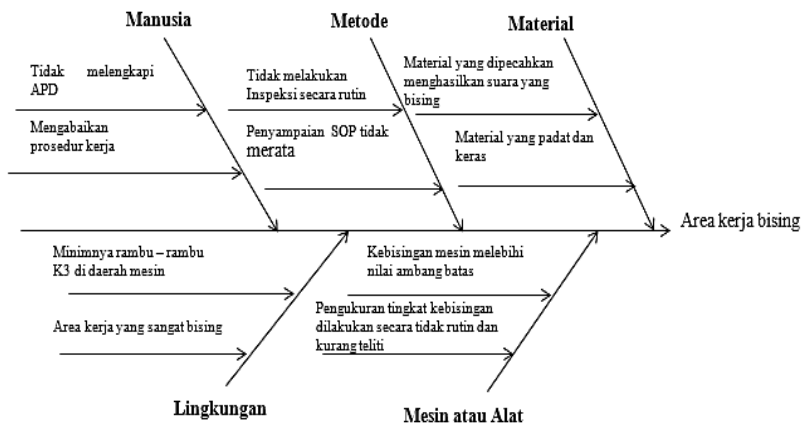 Manusia
Metode
Material
Tidak melengkapi
APD
Mengabaikan
prosedur kerja
Tidak melakukan
Inspeksi secara rutin
Penyampaian SOP tidak
merata
Material yang dipecahkan
menghasilkan suara yang
bising
Material yang padat dan
keras
Area kerja bising
Minimnya rambu – rambu
K3 di daerah mesin
Area kerja yang sangat bising
Kebisingan mesin melebihi
nilai ambang batas
Pengukuran tingkat kebisingan
dilakukan secara tidak rutin dan
kurang teliti
Lingkungan
Mesin atau Alat